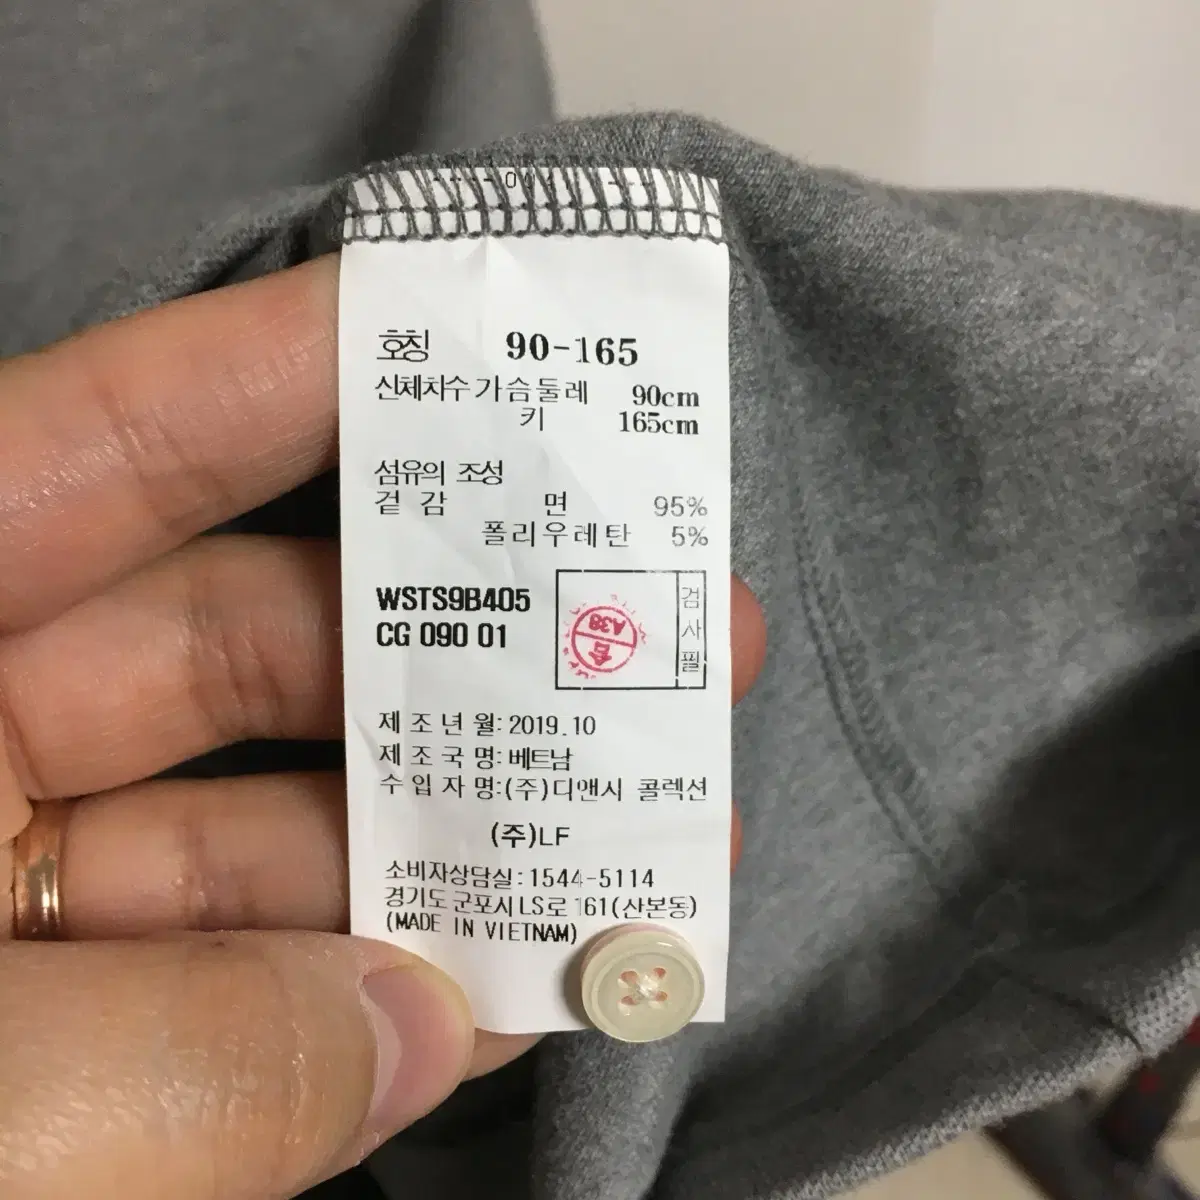 호칭 90-165
신체치수 가슴둘레 90cm
키 165cm
섬유의 조성
겉감 면 95%
폴리우레탄 5%
WSTS9B405
CG 090 01
검사필
A38
합
제조년월: 2019.10
제조국명: 베트남
수입자명:(주)디앤시 콜렉션
(주)LF
소비자상담실:1544-5114
경기도 군포시 LS로 161(산본동)
(MADE IN VIETNAM)